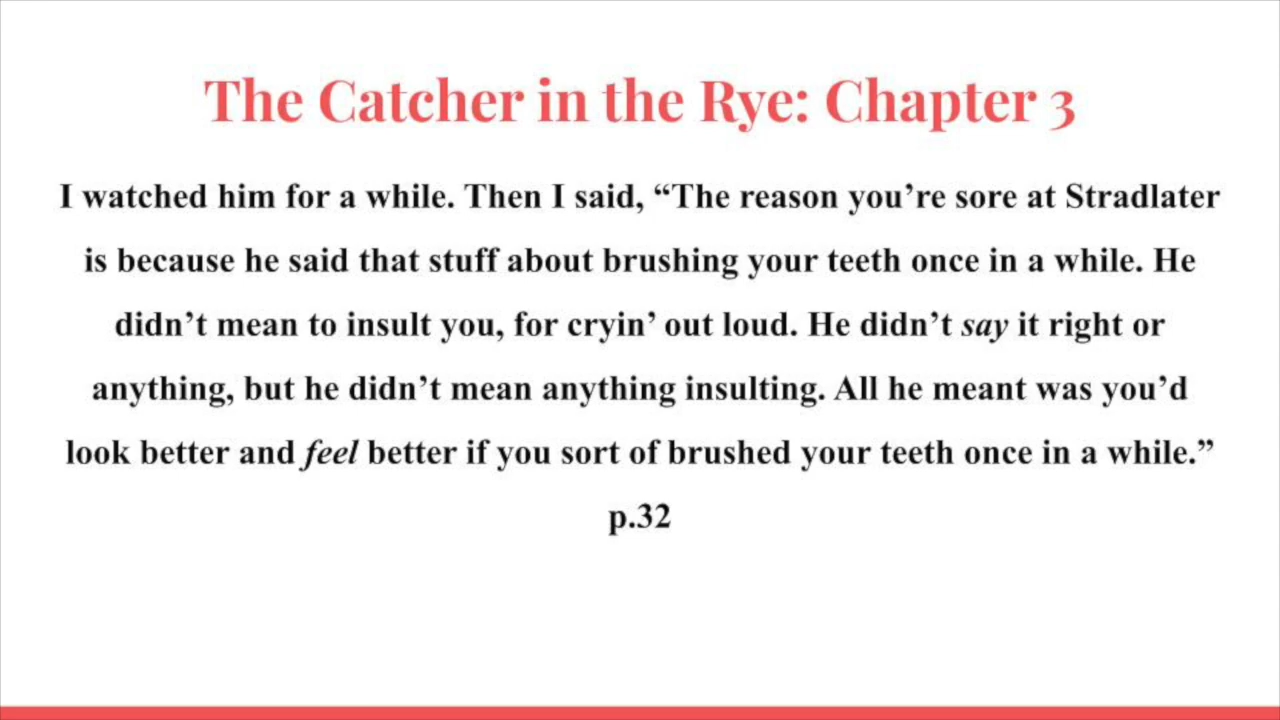 The Catcher in the Rye: Chapter 3
I watched him for a while. Then I said, “The reason you’re sore at Stradlater
is because he said that stuff about brushing your teeth once in a while. He
didn’t mean to insult you, for cryin’ out loud. He didn’t say it right or
anything, but he didn’t mean anything insulting. All he meant was you’d
look better and feel better if you sort of brushed your teeth once in a while.”
p.32